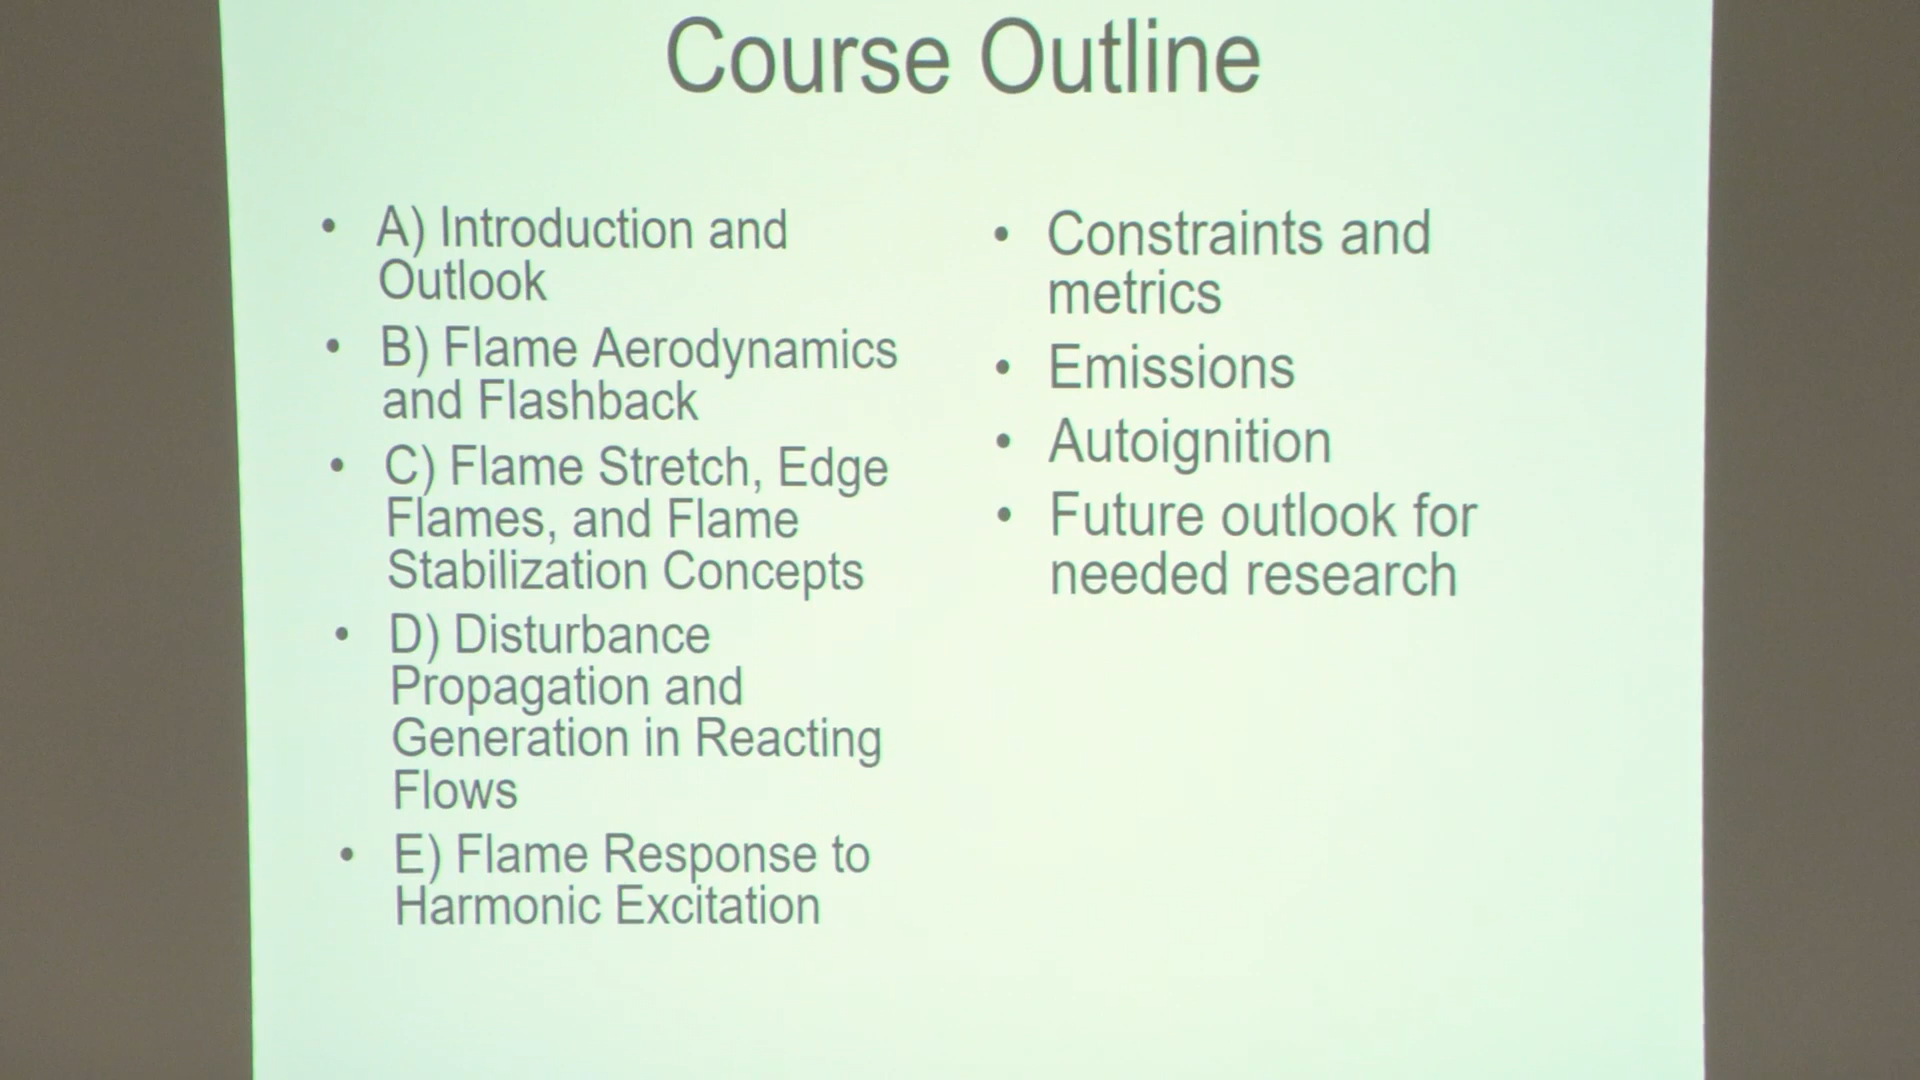 Course Outline
• A) Introduction and
Outlook
• B) Flame Aerodynamics
and Flashback
• C) Flame Stretch, Edge
Flames, and Flame
Stabilization Concepts
• D) Disturbance
Propagation and
Generation in Reacting
Flows
• E) Flame Response to
Harmonic Excitation
• Constraints and
metrics
• Emissions
• Autoignition
• Future outlook for
needed research